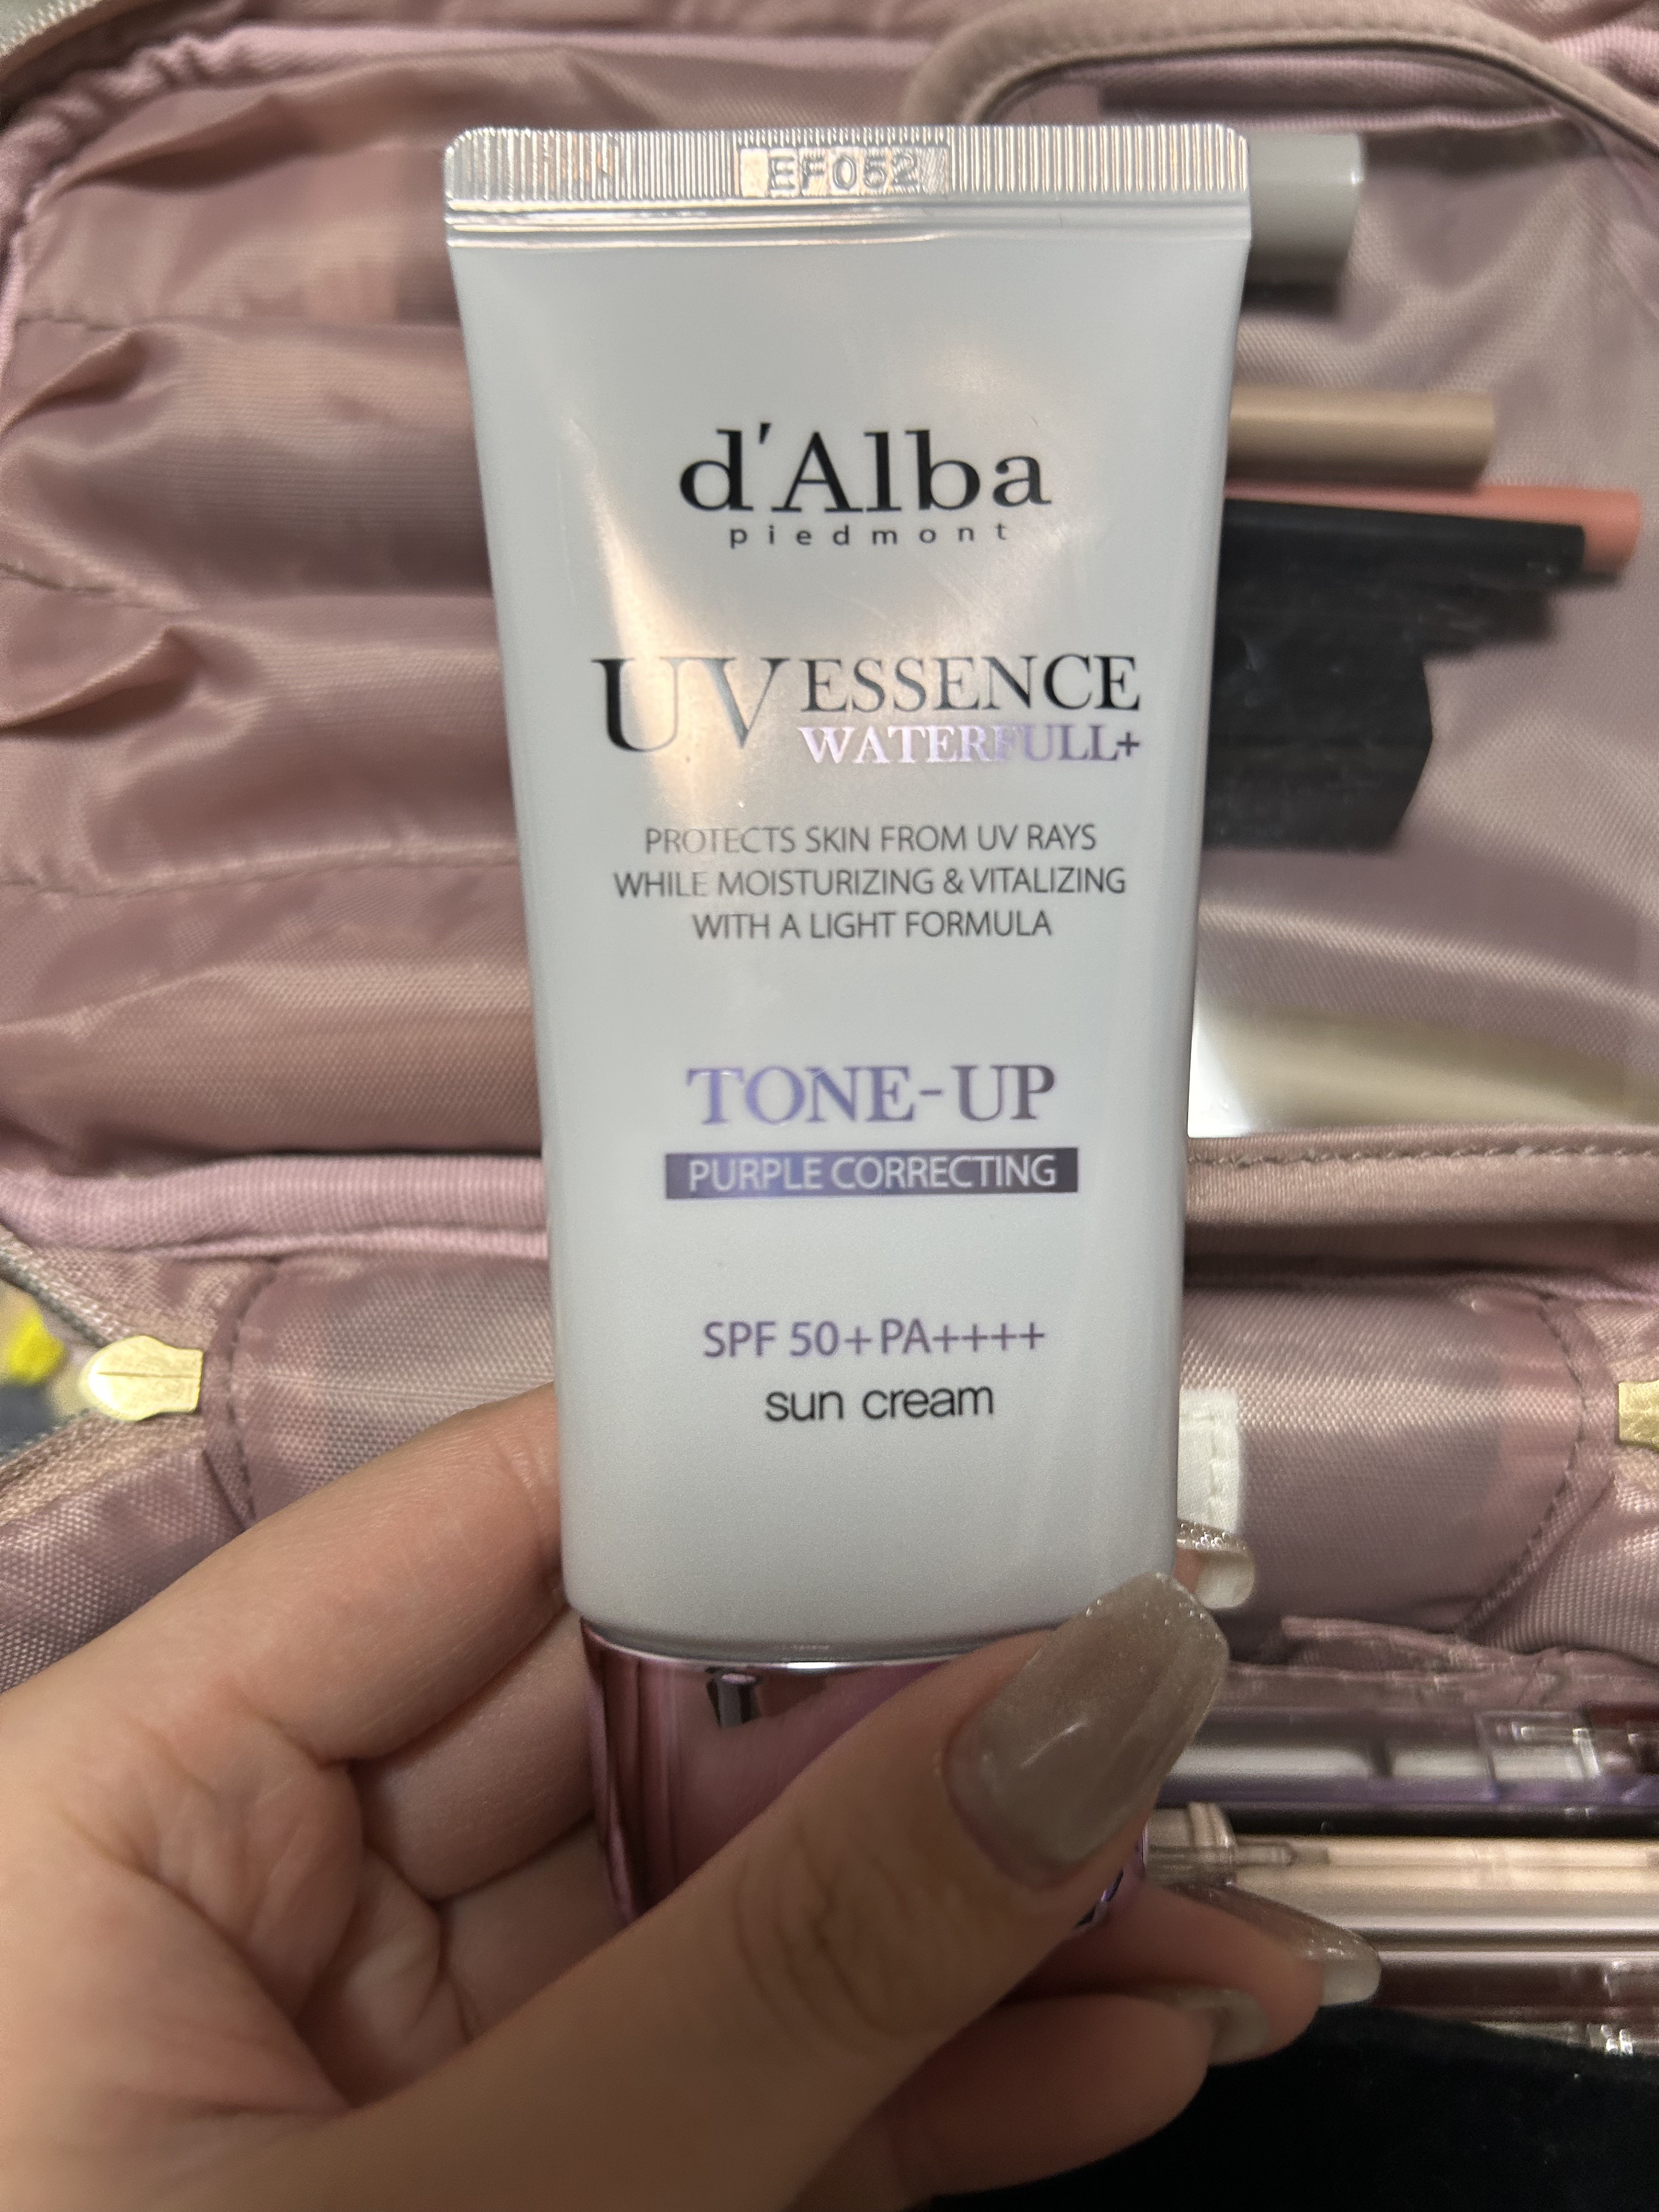 EF052
d'Alba
piedmont
UV ESSENCE
WATERFULL+
PROTECTS SKIN FROM UV RAYS
WHILE MOISTURIZING & VITALIZING
WITH A LIGHT FORMULA
TONE-UP
PURPLE CORRECTING
SPF 50+ PA++++
sun cream